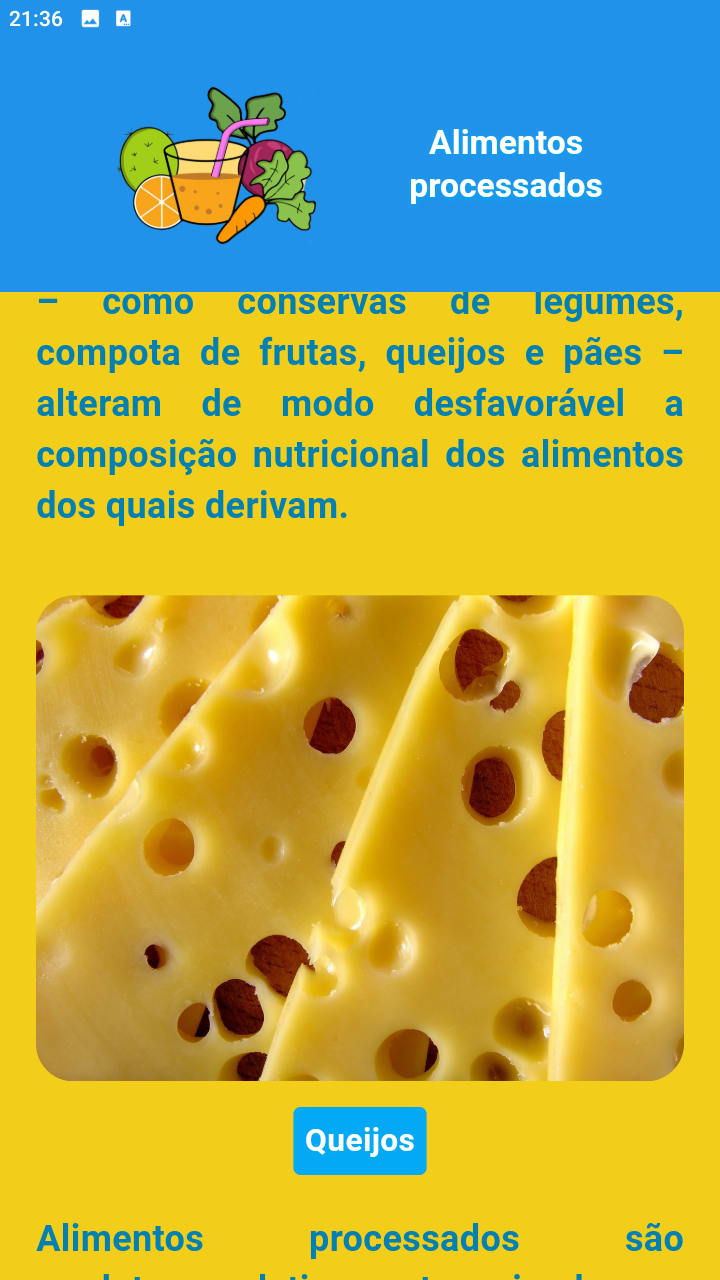 21:36
Alimentos
processados
– como conservas de legumes,
compota de frutas, queijos e pães –
alteram de modo desfavorável a
composição nutricional dos alimentos
dos quais derivam.
Queijos
Alimentos processados são